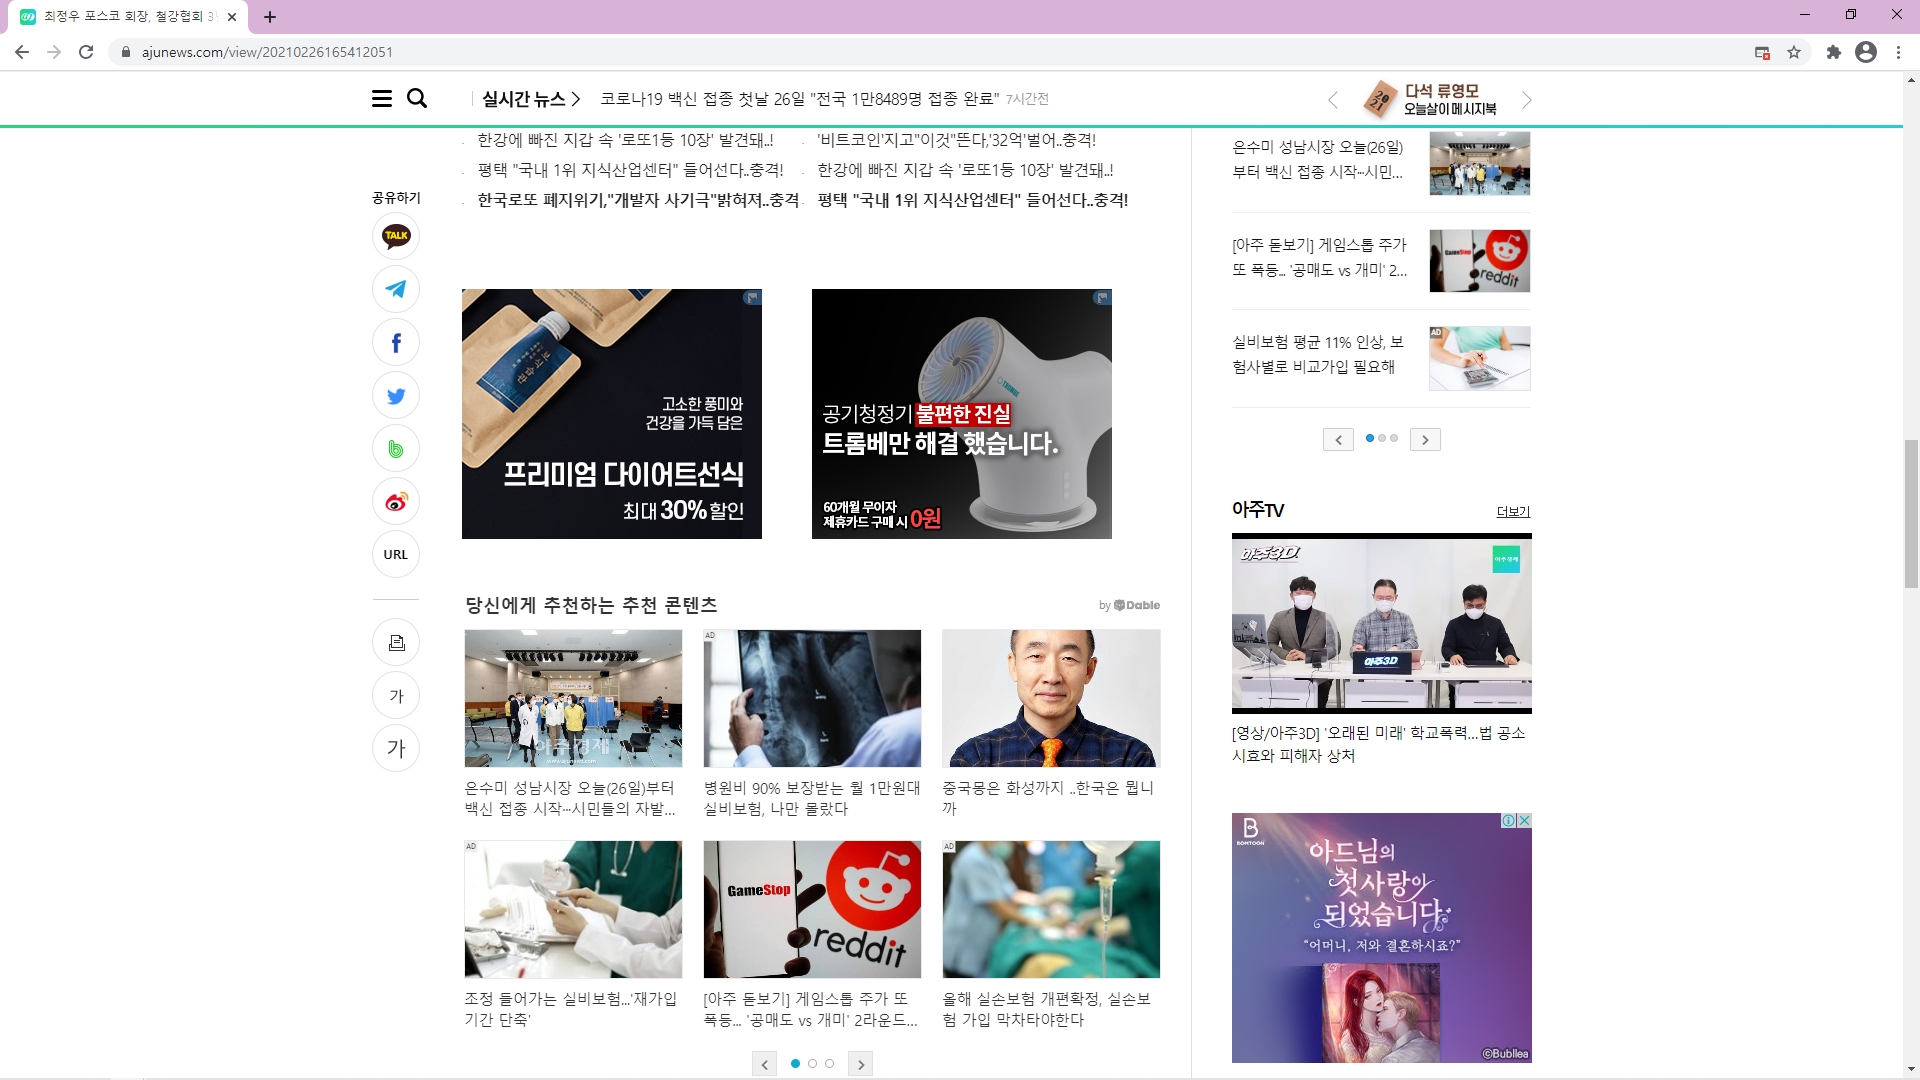 최정우 포스코 회장, 철강협회 3
ajunews.com/view/20210226165412051
실시간 뉴스
코로나19 백신 접종 첫날 26일 "전국 1만8489명 접종 완료" 7시간전
2021
다석 류영모
오늘살이 메시지북
한강에 빠진 지갑 속 '로또1등 10장' 발견돼..!
평택 "국내 1위 지식산업센터" 들어선다..충격!
한국로또 폐지위기,"개발자 사기극"밝혀져..충격
'비트코인'지고"이것"뜬다,'32억'벌어..충격!
한강에 빠진 지갑 속 '로또1등 10장' 발견돼..!
평택 "국내 1위 지식산업센터" 들어선다..충격!
공유하기
TALK
URL
가
가
보식습관
고소한 풍미와
건강을 가득 담은
프리미엄 다이어트선식
최대 30% 할인
TROMBE
공기청정기 불편한 진실
트롬베만 해결 했습니다.
60개월 무이자
제휴카드 구매 시 0원
당신에게 추천하는 추천 콘텐츠
by Dable
아주경제
www.ajunews.com
은수미 성남시장 오늘(26일)부터
백신 접종 시작···시민들의 자발...
AD
병원비 90% 보장받는 월 1만원대
실비보험, 나만 몰랐다
중국몽은 화성까지 ..한국은 뭡니
까
AD
조정 들어가는 실비보험...'재가입
기간 단축'
GameStop
reddit
[아주 돋보기] 게임스톱 주가 또
폭등... '공매도 vs 개미' 2라운드...
AD
올해 실손보험 개편확정, 실손보
험 가입 막차타야한다
은수미 성남시장 오늘(26일)
부터 백신 접종 시작···시민...
[아주 돋보기] 게임스톱 주가
또 폭등... '공매도 vs 개미' 2...
GameStop
reddit
실비보험 평균 11% 인상, 보
험사별로 비교가입 필요해
AD
아주TV
더보기
아주3D
아주경제
아주3D
[영상/아주3D] '오래된 미래' 학교폭력...법 공소
시효와 피해자 상처
B
BOMTOON
아드님의
첫사랑이
되었습니다
"어머니, 저와 결혼하시죠?"
©Bubllea